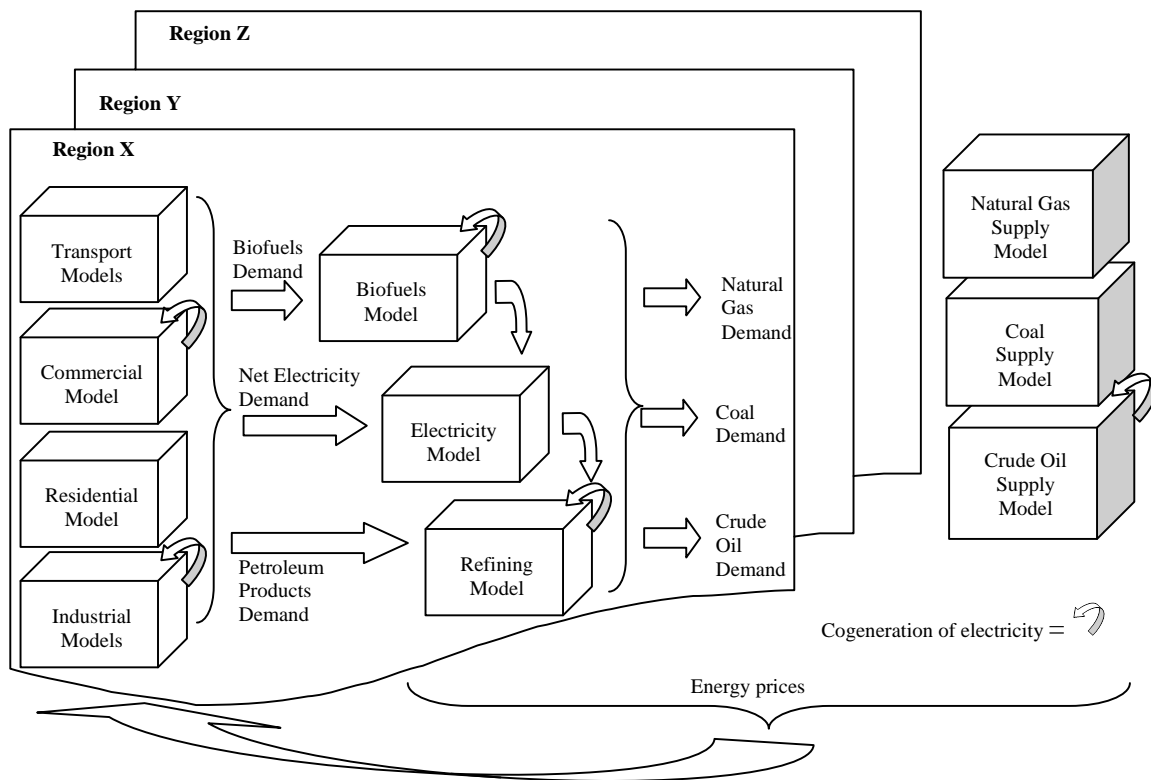 Region Z
Region Y
Region X
Transport
Models
Commercial
Model
Residential
Model
Industrial
Models
Biofuels
Demand
Net Electricity
Demand
Petroleum
Products
Demand
Biofuels
Model
Electricity
Model
Refining
Model
Natural
Gas
Demand
Coal
Demand
Crude
Oil
Demand
Natural Gas
Supply
Model
Coal
Supply
Model
Crude Oil
Supply
Model
Cogeneration of electricity =
Energy prices